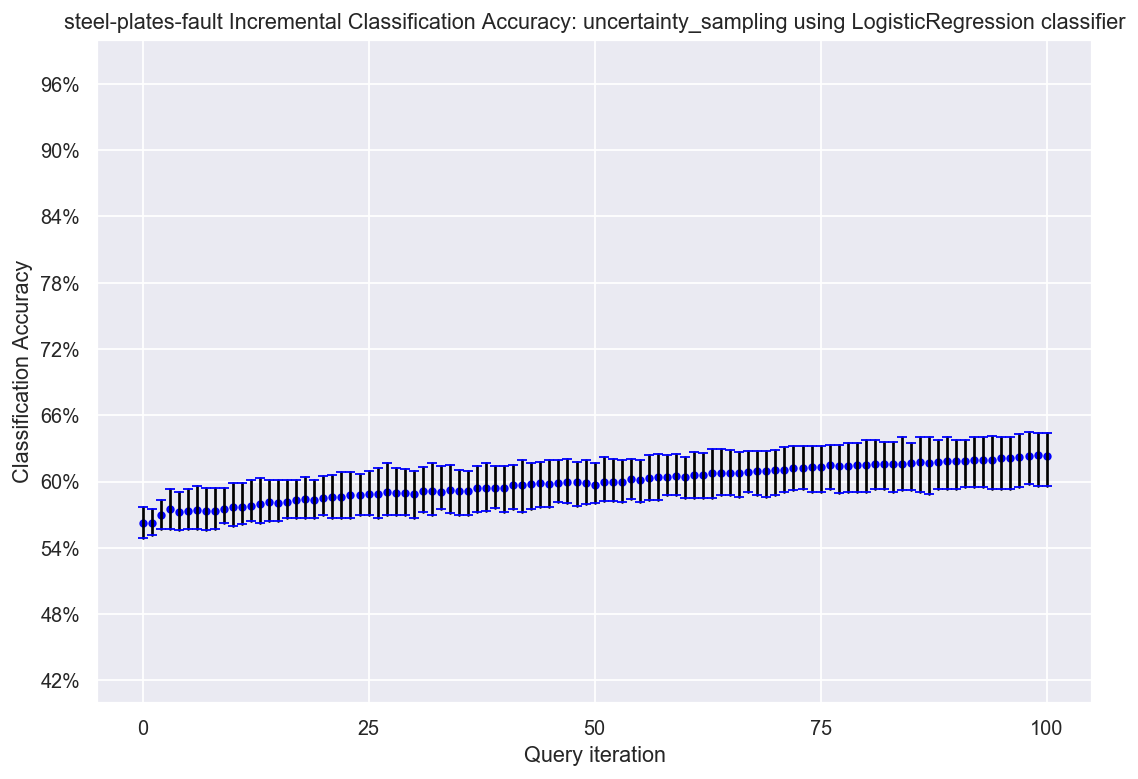 steel-plates-fault Incremental Classification Accuracy: uncertainty_sampling using LogisticRegression classifier
96%
90%
84%
78%
72%
66%
60%
54%
48%
42%
Classification Accuracy
0 25 50 75 100
Query iteration